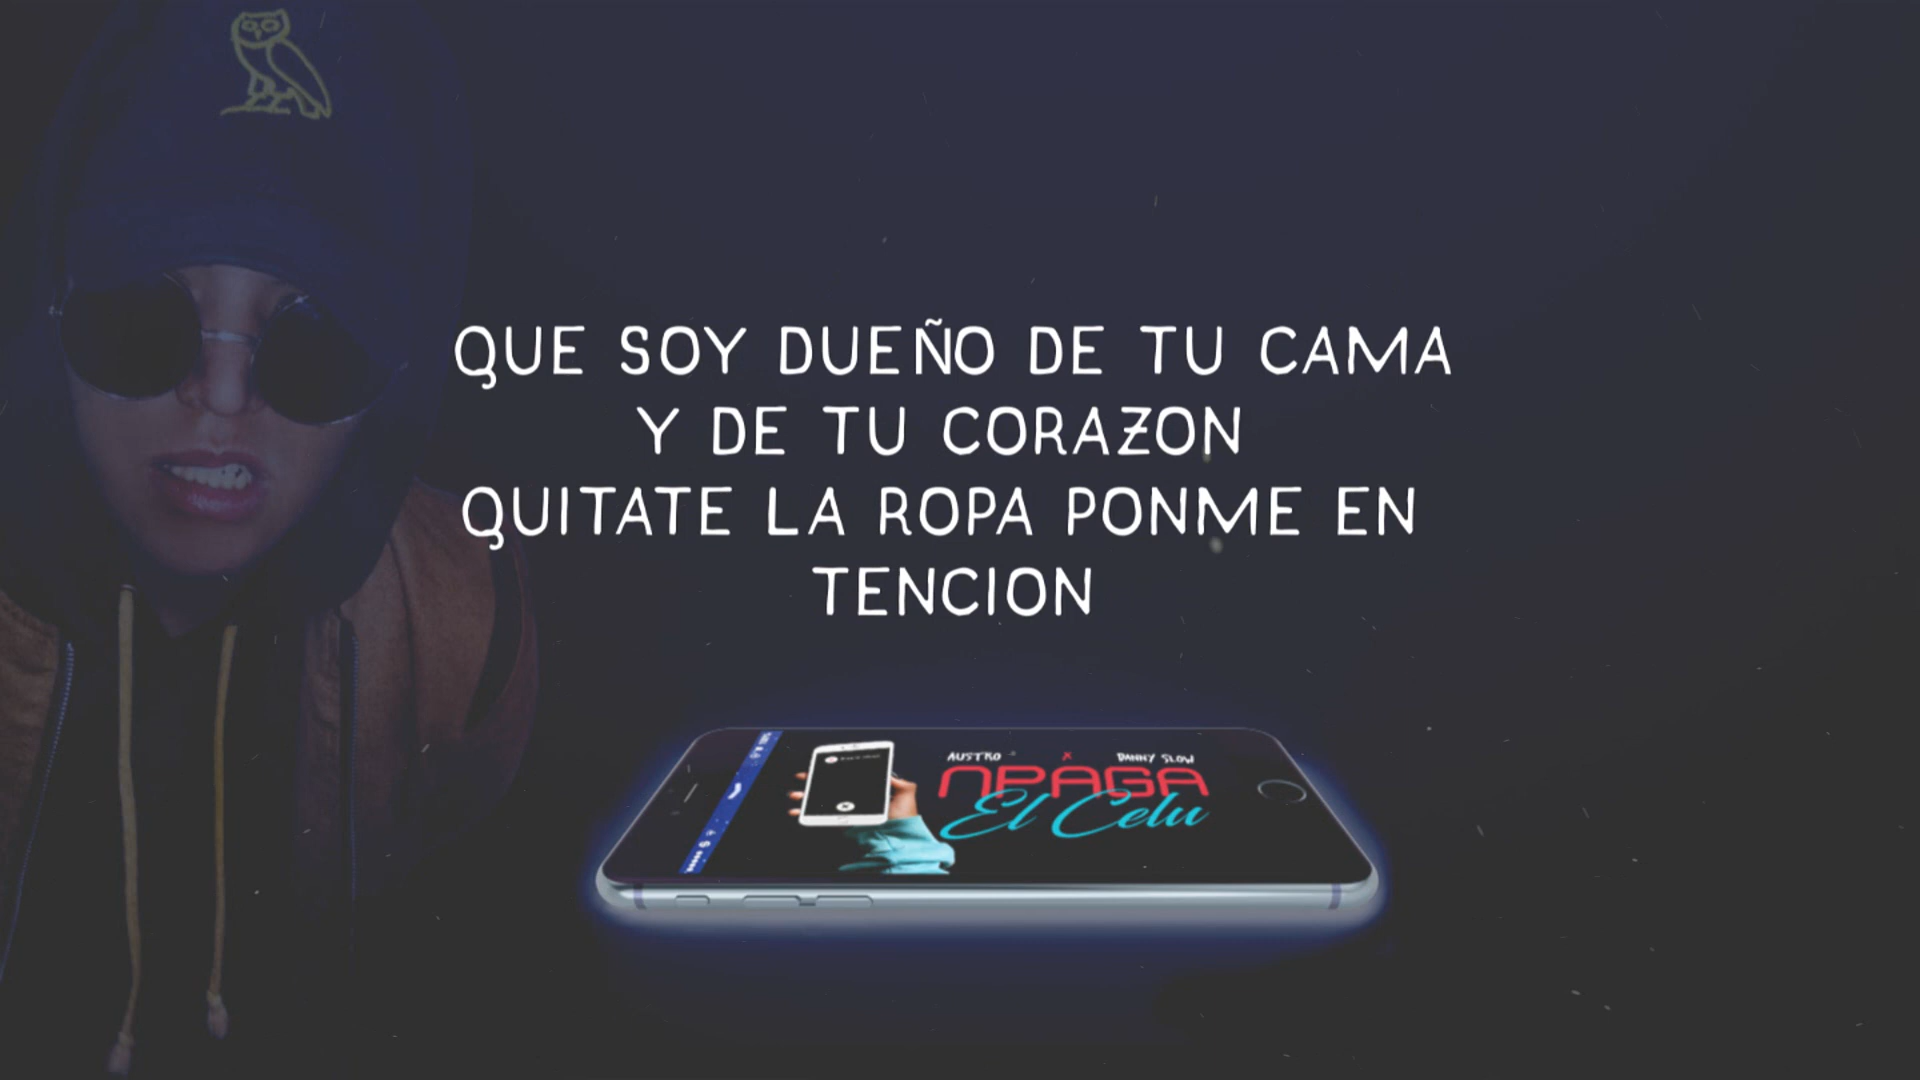 QUE SOY DUEÑO DE TU CAMA
Y DE TU CORAZON
QUITATE LA ROPA PONME EN
TENCION
AUSTRO X DANNY SLOW
APAGA
El Celu